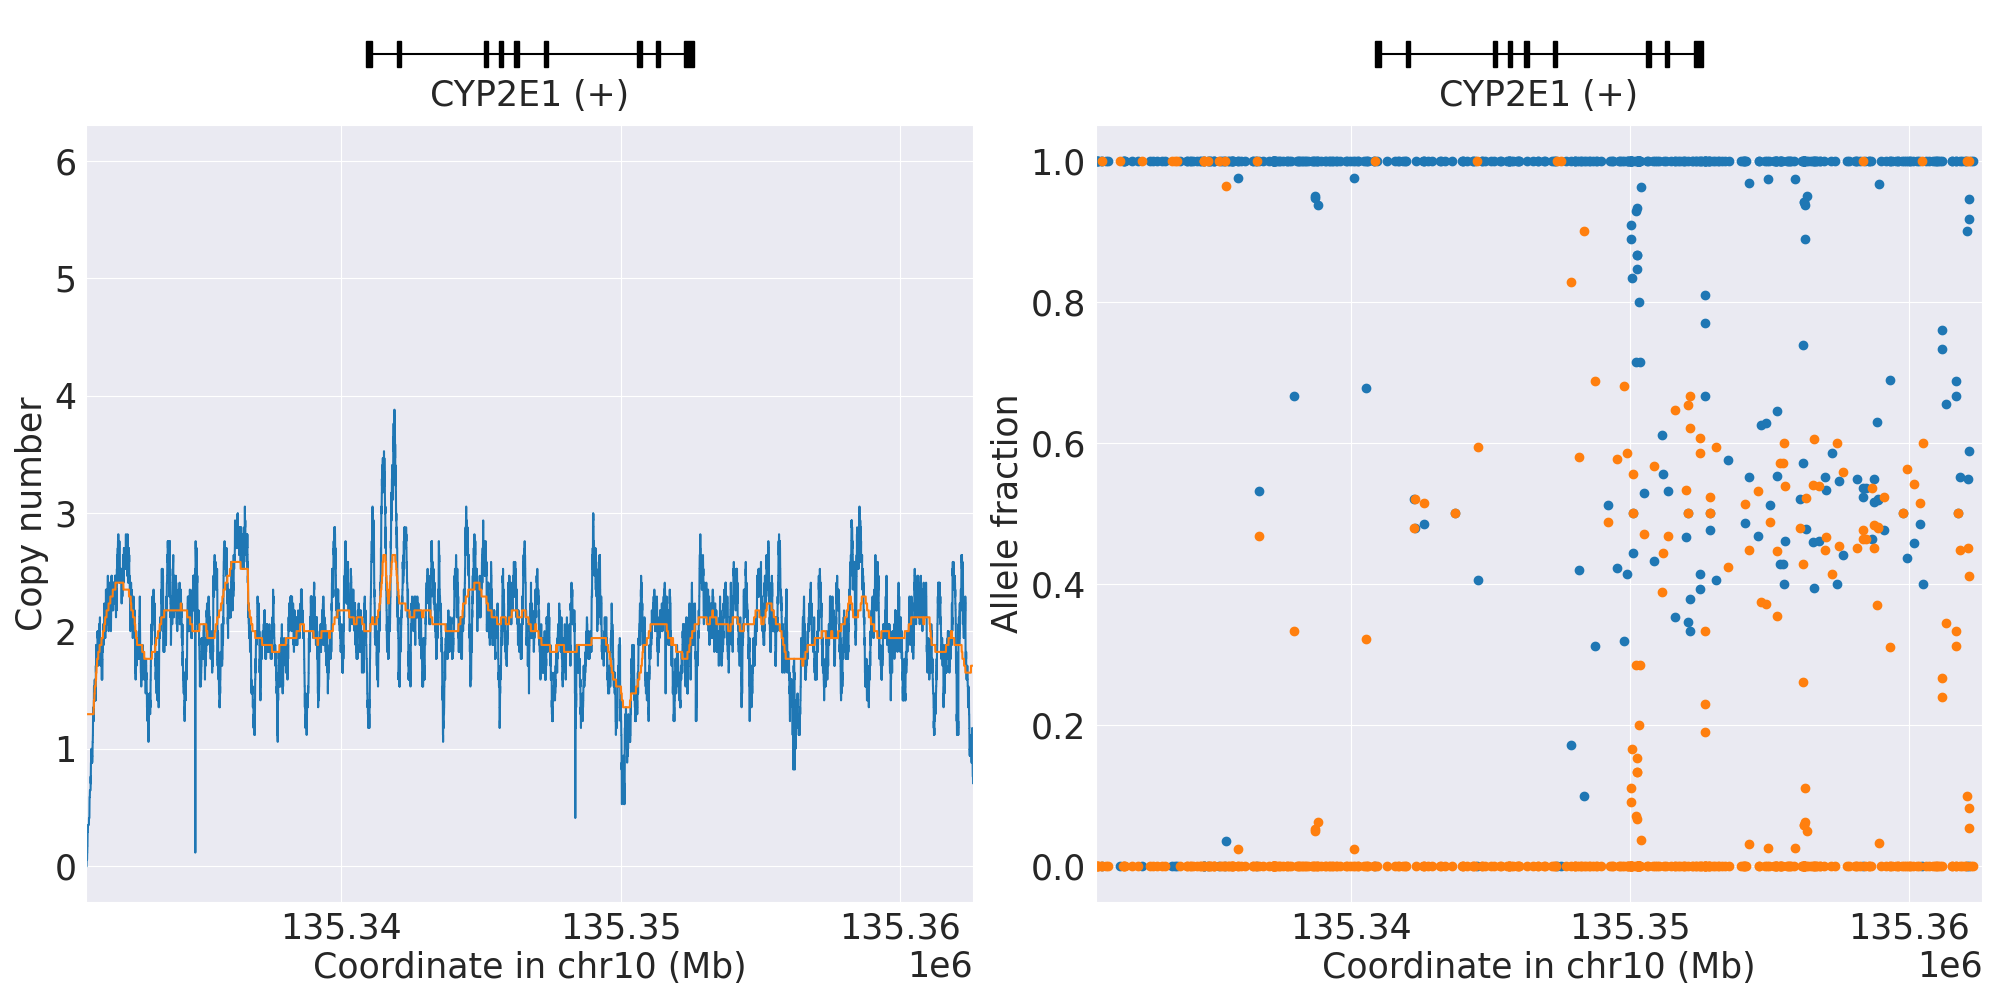 CYP2E1 (+)
6
5
4
3
2
1
0
Copy number
135.34 135.35 135.36
Coordinate in chr10 (Mb)
1e6
CYP2E1 (+)
1.0
0.8
0.6
0.4
0.2
0.0
Allele fraction
135.34 135.35 135.36
Coordinate in chr10 (Mb)
1e6